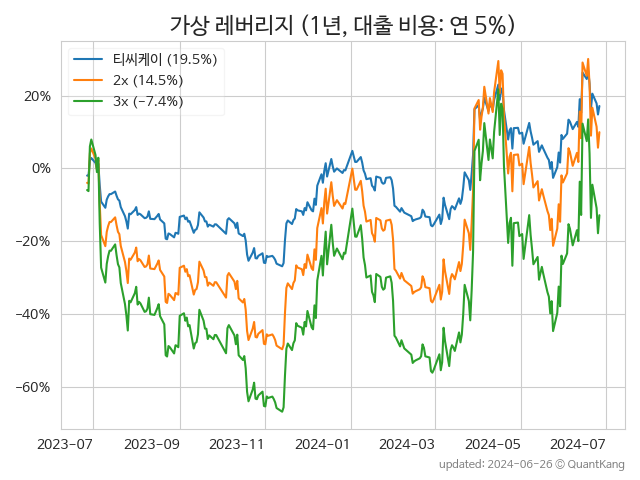 가상 레버리지 (1년, 대출 비용: 연 5%)
티씨케이 (19.5%)
2x (14.5%)
3x (−7.4%)
20%
0%
−20%
−40%
−60%
2023-07
2023-09
2023-11
2024-01
2024-03
2024-05
2024-07
updated: 2024-06-26 ⓒ QuantKang